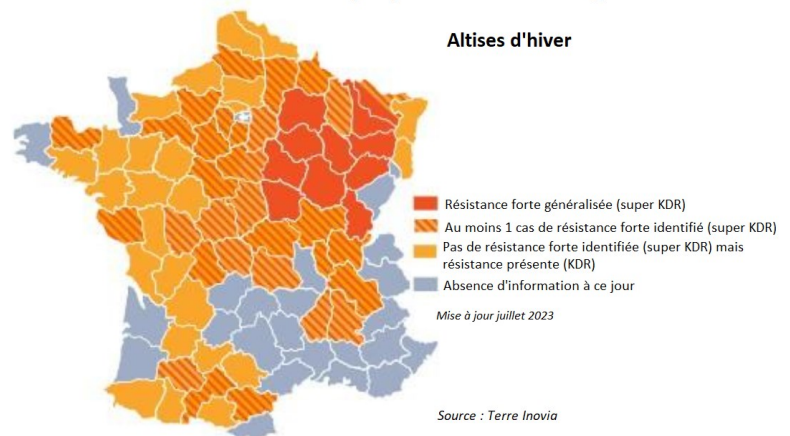 Altises d'hiver
Résistance forte généralisée (super KDR)
Au moins 1 cas de résistance forte identifié (super KDR)
Pas de résistance forte identifiée (super KDR) mais
résistance présente (KDR)
Absence d'information à ce jour
Mise à jour juillet 2023
Source : Terre Inovia